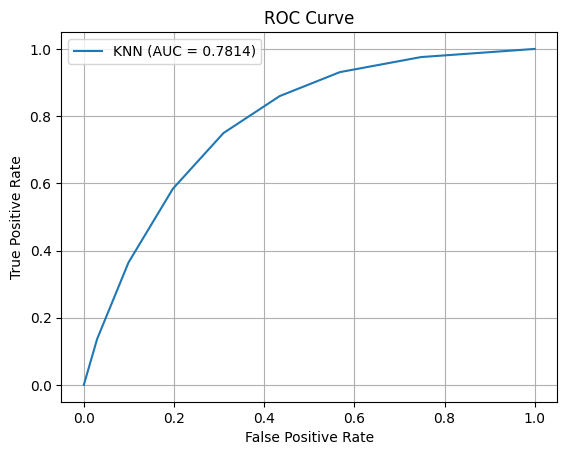 ROC Curve
KNN (AUC = 0.7814)
True Positive Rate
1.0
0.8
0.6
0.4
0.2
0.0
0.0 0.2 0.4 0.6 0.8 1.0
False Positive Rate